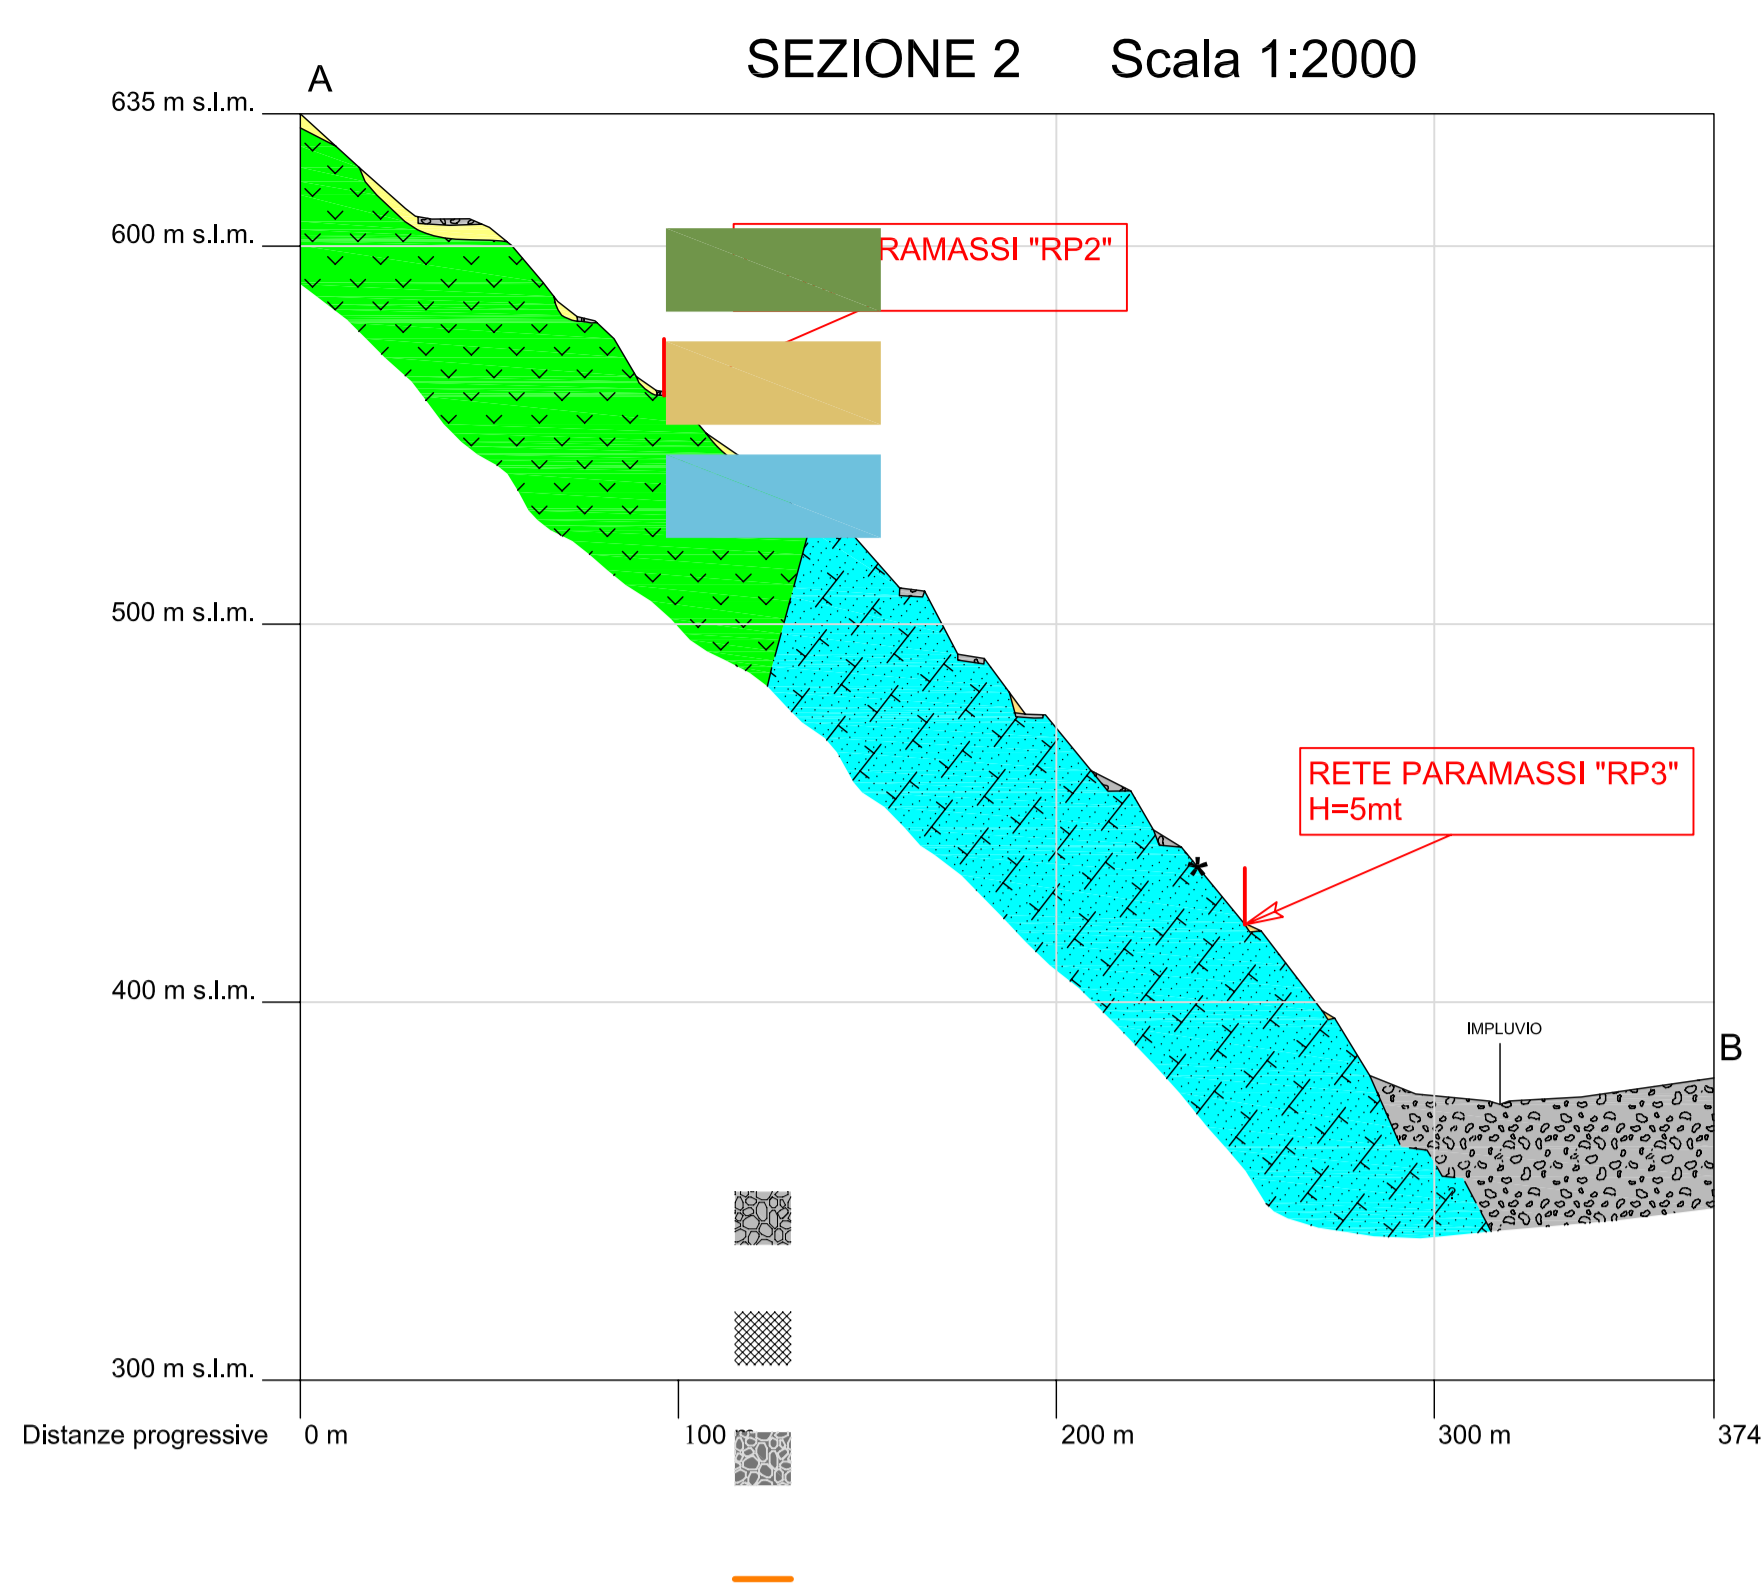 SEZIONE 2 Scala 1:2000
A
635 m s.l.m.
600 m s.l.m.
RAMASSI "RP2"
500 m s.l.m.
RETE PARAMASSI "RP3"
H=5mt
*
400 m s.l.m.
IMPLUVIO
B
300 m s.l.m.
Distanze progressive 0 m 100 m 200 m 300 m 374